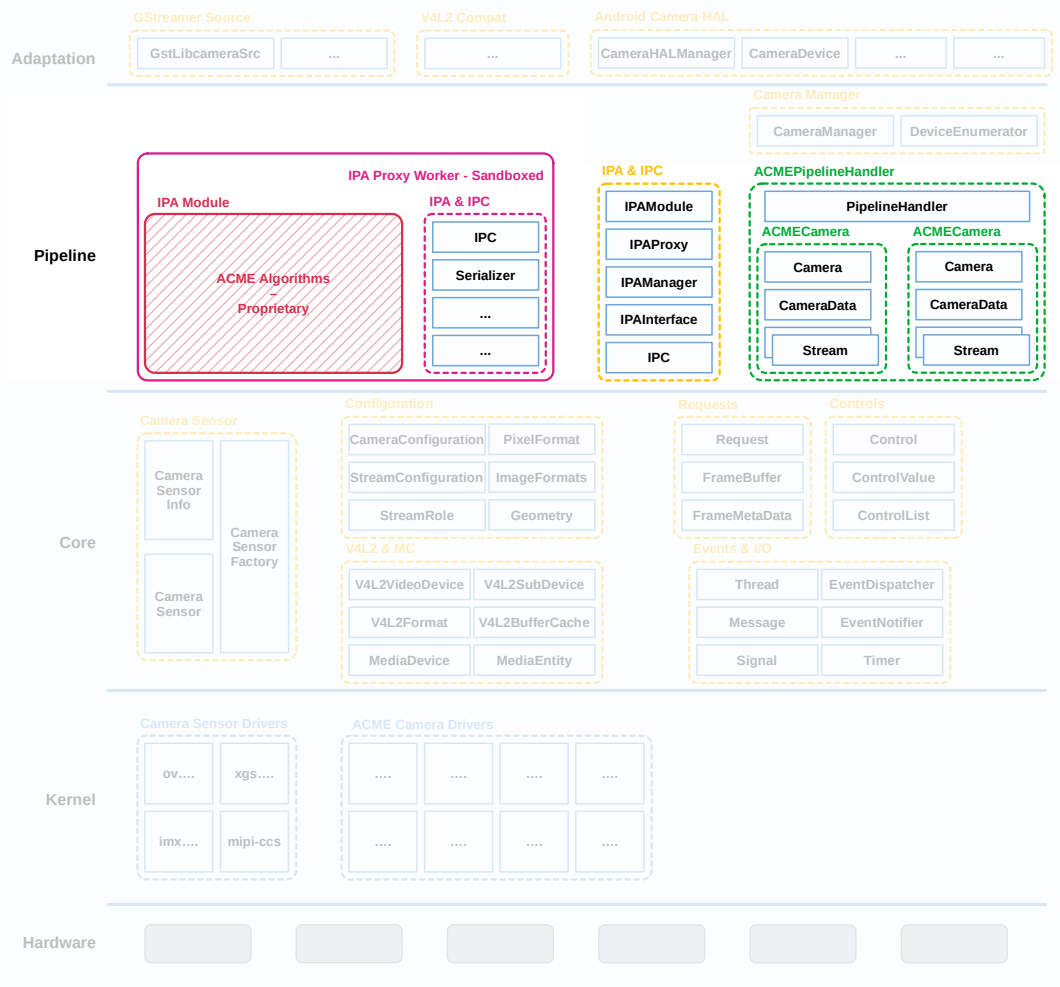 GStreamer Source
V4L2 Compat
Android Camera HAL
Adaptation
GstLibcameraSrc
...
...
CameraHALManager
CameraDevice
...
...
Camera Manager
CameraManager
DeviceEnumerator
Pipeline
IPA Proxy Worker - Sandboxed
IPA Module
ACME Algorithms
–
Proprietary
IPA & IPC
IPC
Serializer
...
...
IPA & IPC
IPAModule
IPAProxy
IPAManager
IPAInterface
IPC
ACMEPipelineHandler
PipelineHandler
ACMECamera
Camera
CameraData
Stream
ACMECamera
Camera
CameraData
Stream
Core
Camera Sensor
Camera
Sensor
Info
Camera
Sensor
Camera
Sensor
Factory
Configuration
CameraConfiguration
PixelFormat
StreamConfiguration
ImageFormats
StreamRole
Geometry
Requests
Request
FrameBuffer
FrameMetaData
Controls
Control
ControlValue
ControlList
V4L2 & MC
V4L2VideoDevice
V4L2SubDevice
V4L2Format
V4L2BufferCache
MediaDevice
MediaEntity
Events & I/O
Thread
EventDispatcher
Message
EventNotifier
Signal
Timer
Kernel
Camera Sensor Drivers
ov….
xgs….
imx….
mipi-ccs
ACME Camera Drivers
….
….
….
….
….
….
….
….
Hardware